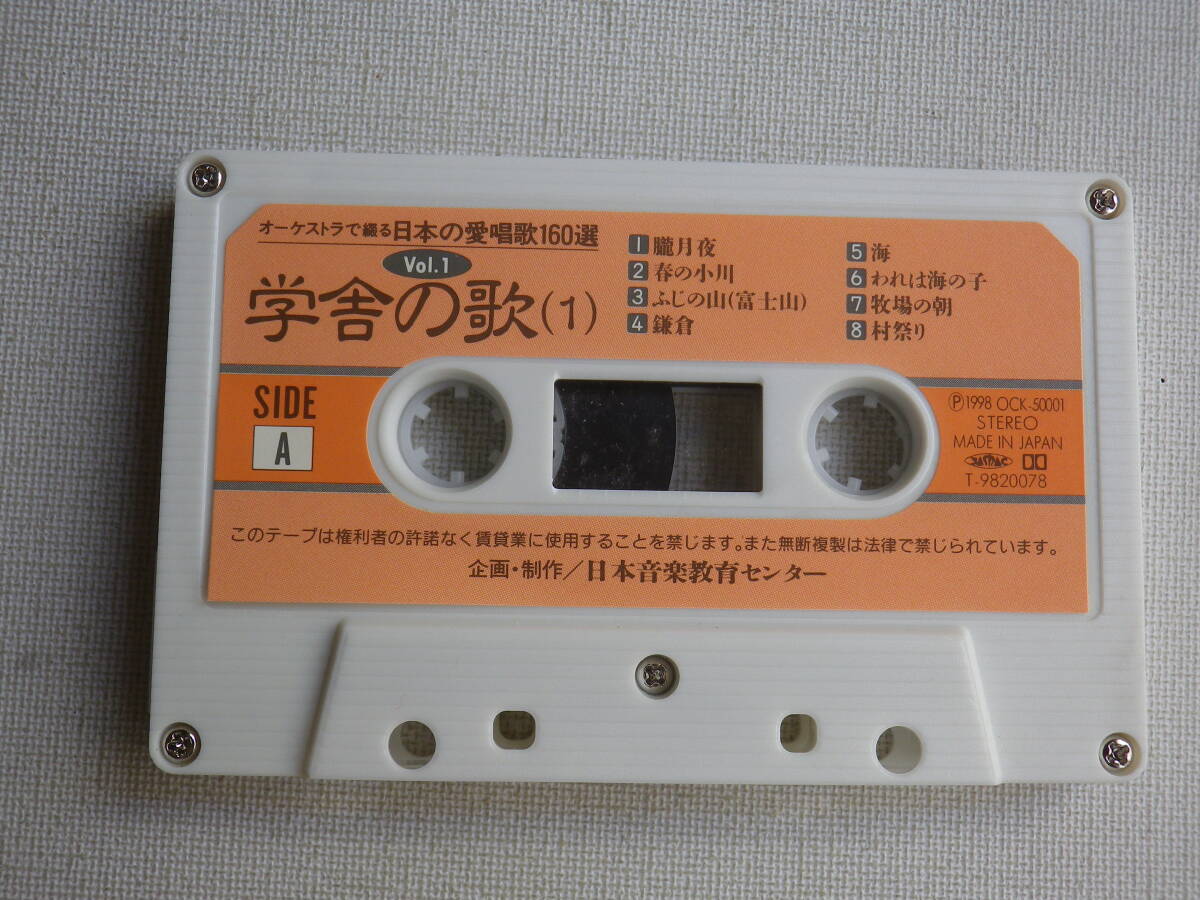 オーケストラで綴る日本の愛唱歌160選
Vol.1
学舎の歌(1)
1 朧月夜
2 春の小川
3 ふじの山(富士山)
4 鎌倉
5 海
6 われは海の子
7 牧場の朝
8 村祭り
SIDE
A
Ⓟ1998 OCK-50001
STEREO
MADE IN JAPAN
JASRAC
T-9820078
このテープは権利者の許諾なく賃貸業に使用することを禁じます。また無断複製は法律で禁じられています。
企画・制作/日本音楽教育センター